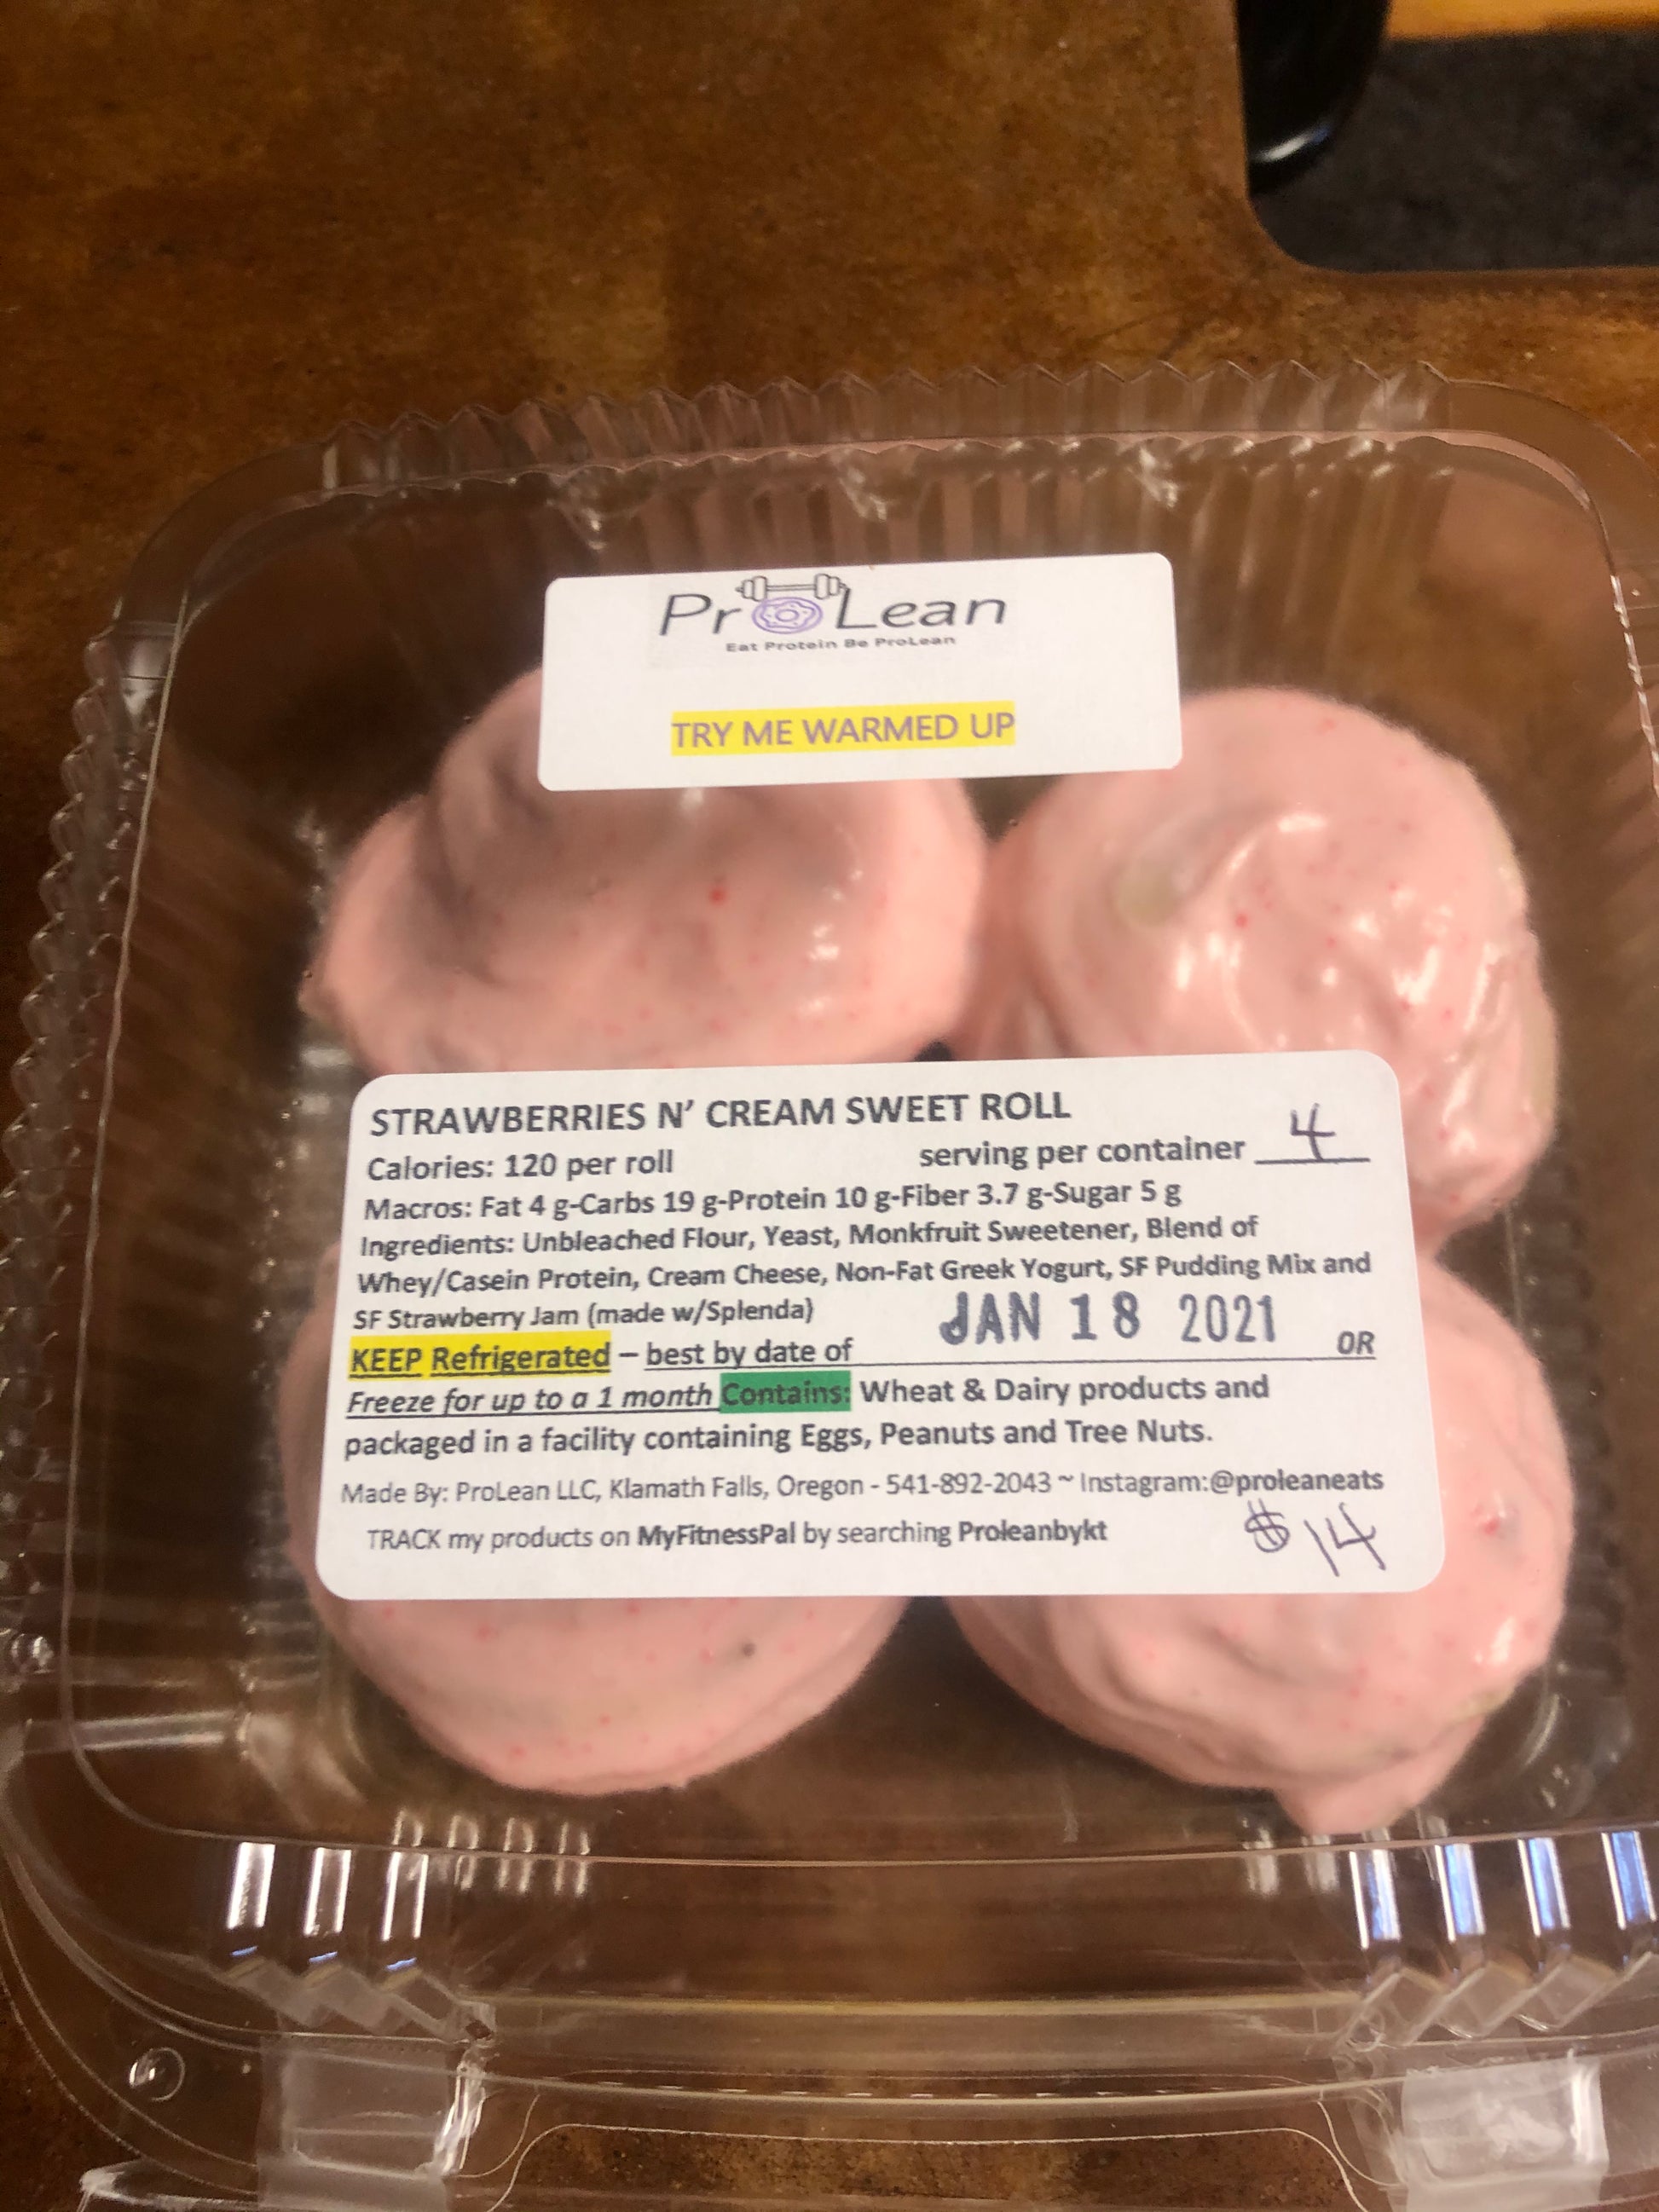 ProLean
Eat Protein Be ProLean
TRY ME WARMED UP
STRAWBERRIES N' CREAM SWEET ROLL
Calories: 120 per roll serving per container 4
Macros: Fat 4 g-Carbs 19 g-Protein 10 g-Fiber 3.7 g-Sugar 5 g
Ingredients: Unbleached Flour, Yeast, Monkfruit Sweetener, Blend of
Whey/Casein Protein, Cream Cheese, Non-Fat Greek Yogurt, SF Pudding Mix and
SF Strawberry Jam (made w/Splenda)
KEEP Refrigerated – best by date of JAN 18 2021 OR
Freeze for up to a 1 month Contains: Wheat & Dairy products and
packaged in a facility containing Eggs, Peanuts and Tree Nuts.
Made By: ProLean LLC, Klamath Falls, Oregon - 541-892-2043 ~ Instagram:@proleaneats
TRACK my products on MyFitnessPal by searching Proleanbykt $14